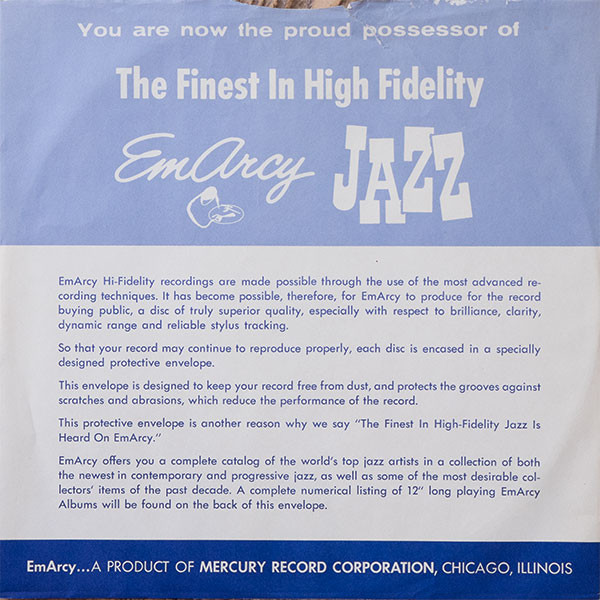 You are now the proud possessor of
The Finest In High Fidelity
EmArcy JAZZ
EmArcy Hi-Fidelity recordings are made possible through the use of the most advanced re-
cording techniques. It has become possible, therefore, for EmArcy to produce for the record
buying public, a disc of truly superior quality, especially with respect to brilliance, clarity,
dynamic range and reliable stylus tracking.
So that your record may continue to reproduce properly, each disc is encased in a specially
designed protective envelope.
This envelope is designed to keep your record free from dust, and protects the grooves against
scratches and abrasions, which reduce the performance of the record.
This protective envelope is another reason why we say "The Finest In High-Fidelity Jazz Is
Heard On EmArcy."
EmArcy offers you a complete catalog of the world's top jazz artists in a collection of both
the newest in contemporary and progressive jazz, as well as some of the most desirable col-
lectors' items of the past decade. A complete numerical listing of 12" long playing EmArcy
Albums will be found on the back of this envelope.
EmArcy...A PRODUCT OF MERCURY RECORD CORPORATION, CHICAGO, ILLINOIS